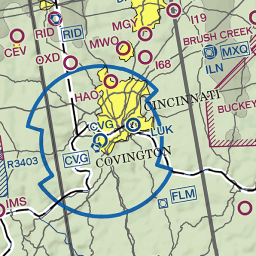 I19
MGY
RID
RID
BRUSH CREEK
CEV
MWO
MXQ
OXD
I68
ILN
HAO
CINCINNATI
BUCKEY
CVG
LUK
R3403
CVG
COVINGTON
FLM
IMS